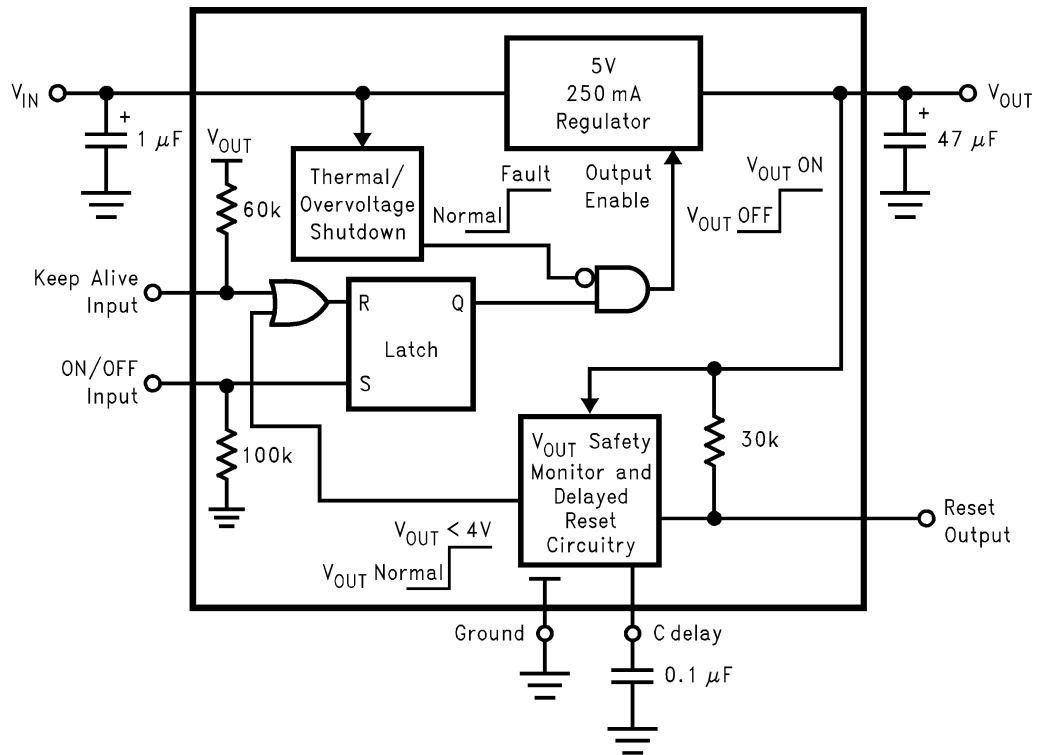 5V
250 mA
Regulator
V_IN
V_OUT
+
1 μF
+
47 μF
V_OUT
60k
Thermal/
Overvoltage
Shutdown
Fault
Normal
Output
Enable
V_OUT ON
V_OUT OFF
Keep Alive
Input
R
Q
Latch
S
ON/OFF
Input
100k
V_OUT Safety
Monitor and
Delayed
Reset
Circuitry
30k
Reset
Output
V_OUT < 4V
V_OUT Normal
Ground
C delay
0.1 μF